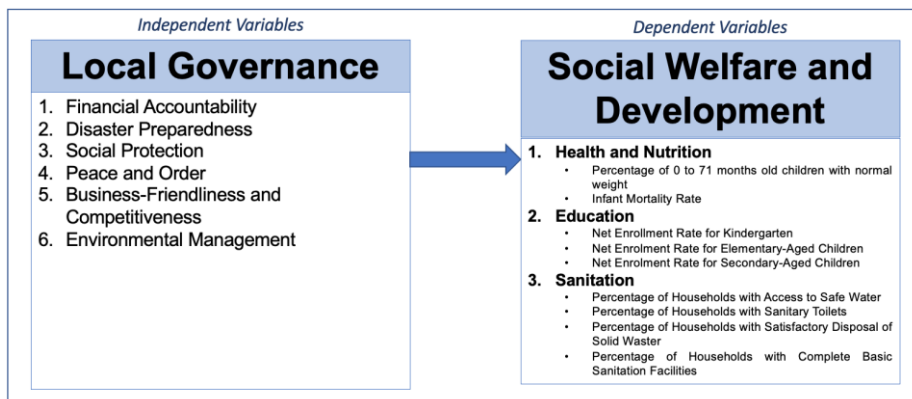 Independent Variables
Local Governance
1. Financial Accountability
2. Disaster Preparedness
3. Social Protection
4. Peace and Order
5. Business-Friendliness and
Competitiveness
6. Environmental Management
Dependent Variables
Social Welfare and
Development
1. Health and Nutrition
• Percentage of 0 to 71 months old children with normal
weight
• Infant Mortality Rate
2. Education
• Net Enrollment Rate for Kindergarten
• Net Enrolment Rate for Elementary-Aged Children
• Net Enrolment Rate for Secondary-Aged Children
3. Sanitation
• Percentage of Households with Access to Safe Water
• Percentage of Households with Sanitary Toilets
• Percentage of Households with Satisfactory Disposal of
Solid Waster
• Percentage of Households with Complete Basic
Sanitation Facilities